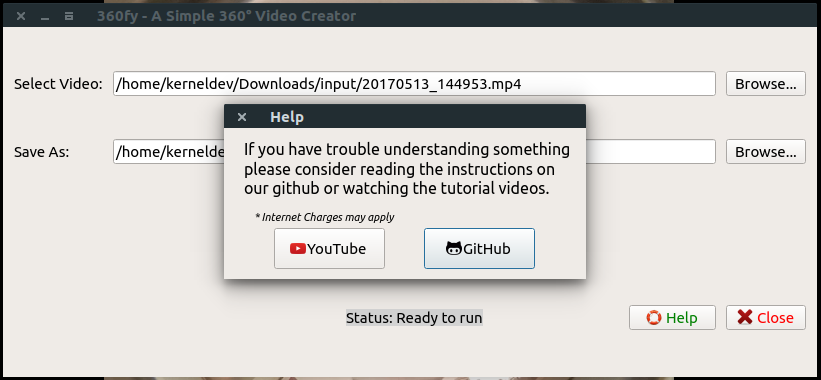 360fy - A Simple 360° Video Creator
Select Video: /home/kerneldev/Downloads/input/20170513_144953.mp4 Browse...
Help
Save As: /home/kernelde Browse...
If you have trouble understanding something
please consider reading the instructions on
our github or watching the tutorial videos.
* Internet Charges may apply
YouTube GitHub
Status: Ready to run Help Close